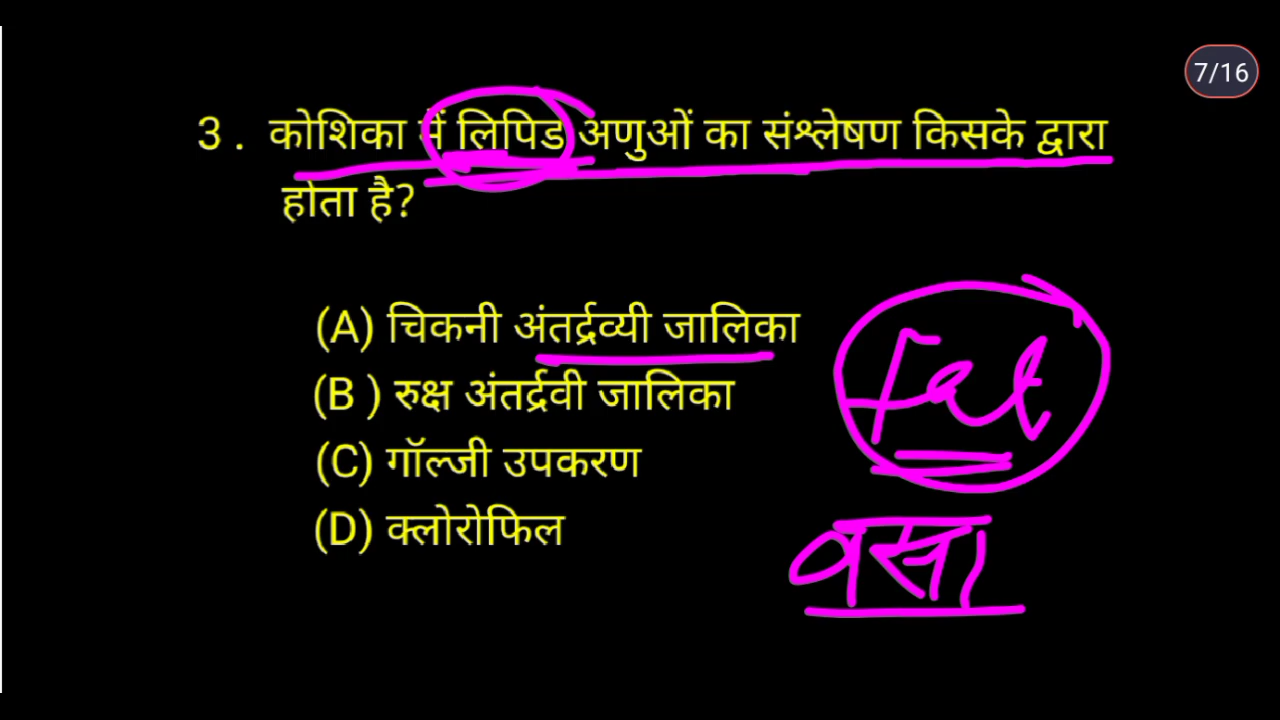 7/16
3 . कोशिका में लिपिड अणुओं का संश्लेषण किसके द्वारा
होता है?
(A) चिकनी अंतर्द्रव्यी जालिका
(B ) रुक्ष अंतर्द्रवी जालिका
(C) गॉल्जी उपकरण
(D) क्लोरोफिल
Fat
वसा